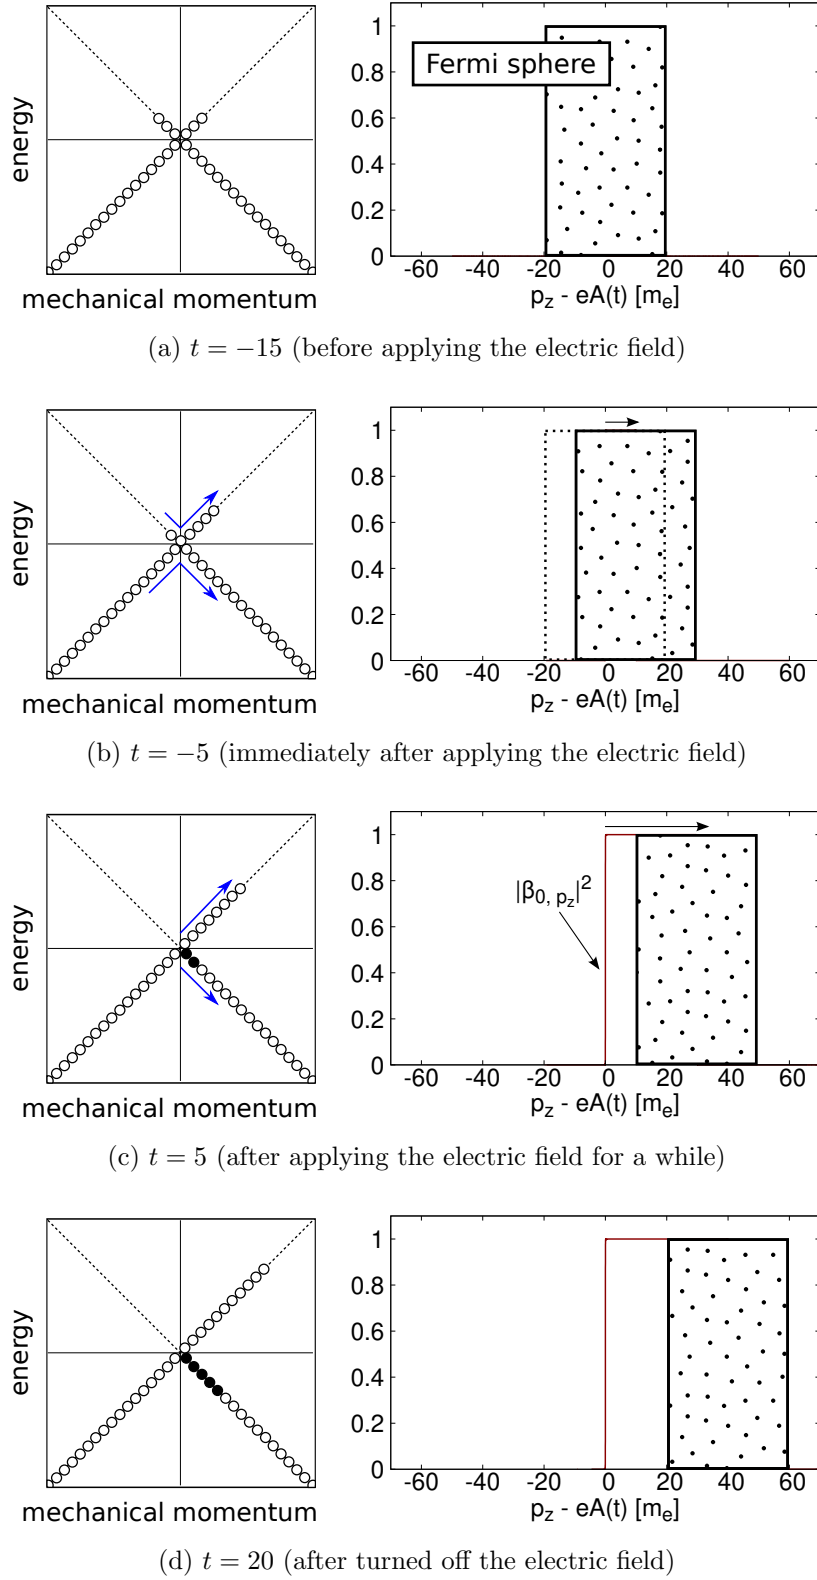 energy
mechanical momentum
1
0.8
0.6
0.4
0.2
0
Fermi sphere
-60 -40 -20 0 20 40 60
p_z - eA(t) [m_e]
(a) t = −15 (before applying the electric field)
energy
mechanical momentum
1
0.8
0.6
0.4
0.2
0
-60 -40 -20 0 20 40 60
p_z - eA(t) [m_e]
(b) t = −5 (immediately after applying the electric field)
energy
mechanical momentum
1
0.8
0.6
0.4
0.2
0
|β_{0, p_z}|^2
-60 -40 -20 0 20 40 60
p_z - eA(t) [m_e]
(c) t = 5 (after applying the electric field for a while)
energy
mechanical momentum
1
0.8
0.6
0.4
0.2
0
-60 -40 -20 0 20 40 60
p_z - eA(t) [m_e]
(d) t = 20 (after turned off the electric field)